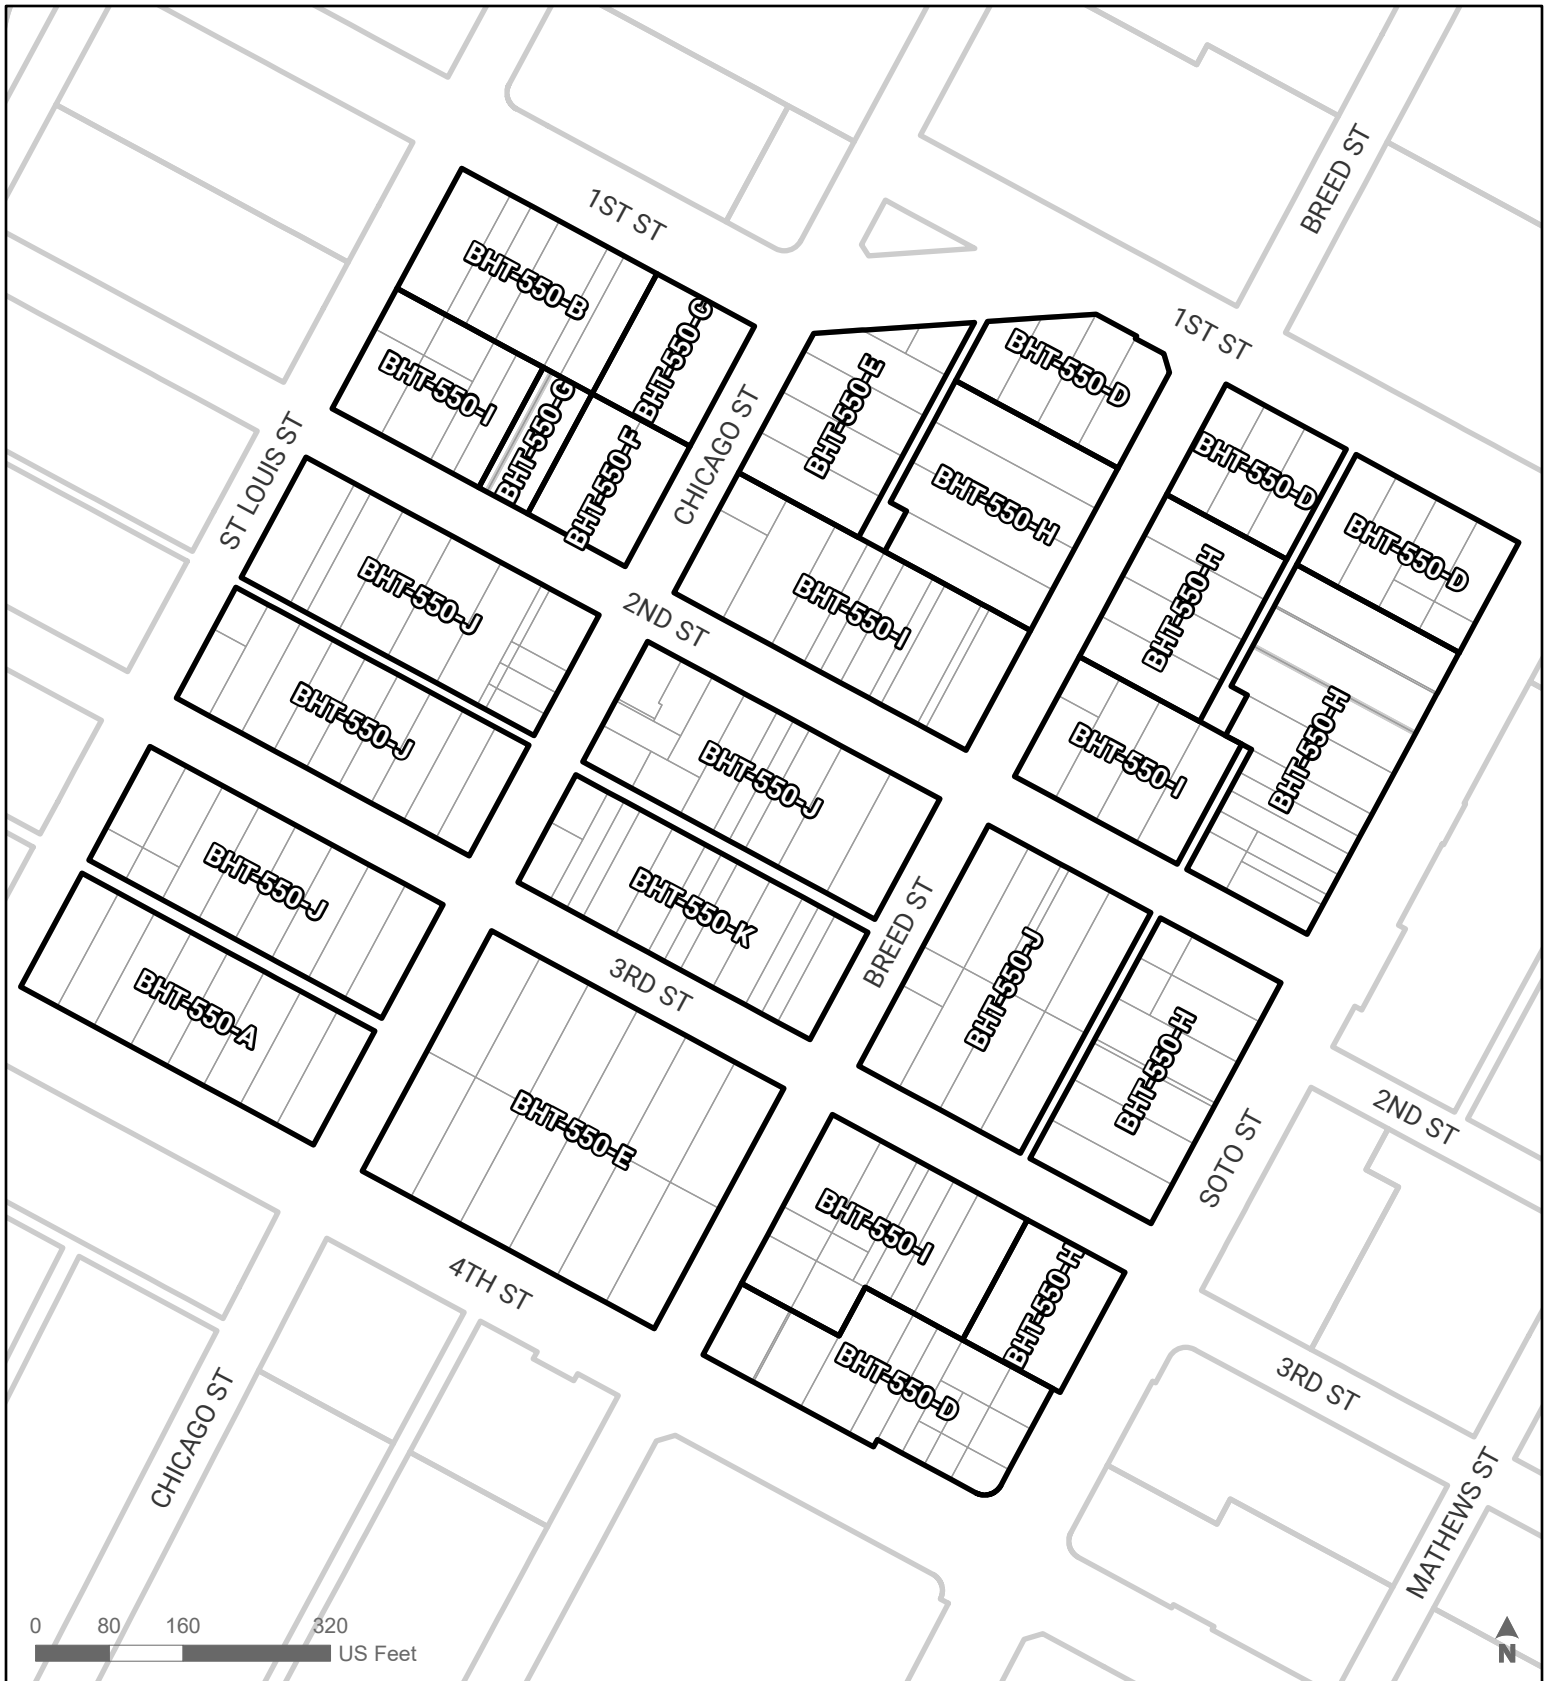 BREED ST
1ST ST
BHT-550-B
BHT-550-C
1ST ST
BHT-550-D
BHT-550-E
BHT-550-I
BHT-550-G
BHT-550-F
CHICAGO ST
ST LOUIS ST
BHT-550-H
BHT-550-D
BHT-550-D
BHT-550-J
2ND ST
BHT-550-I
BHT-550-H
BHT-550-J
BHT-550-J
BHT-550-I
BHT-550-H
BHT-550-J
BHT-550-K
BREED ST
BHT-550-J
3RD ST
BHT-550-A
BHT-550-H
BHT-550-E
2ND ST
SOTO ST
BHT-550-I
4TH ST
BHT-550-H
BHT-550-D
3RD ST
CHICAGO ST
MATHEWS ST
0 80 160 320
US Feet
N